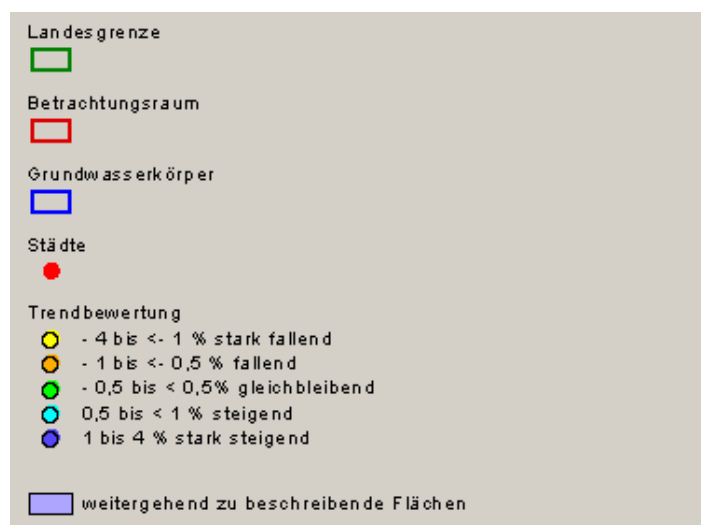 Landesgrenze
Betrachtungsraum
Grundwasserkörper
Städte
Trendbewertung
- 4 bis <- 1 % stark fallend
- 1 bis <- 0,5 % fallend
- 0,5 bis < 0,5% gleichbleibend
0,5 bis < 1 % steigend
1 bis 4 % stark steigend
weitergehend zu beschreibende Flächen